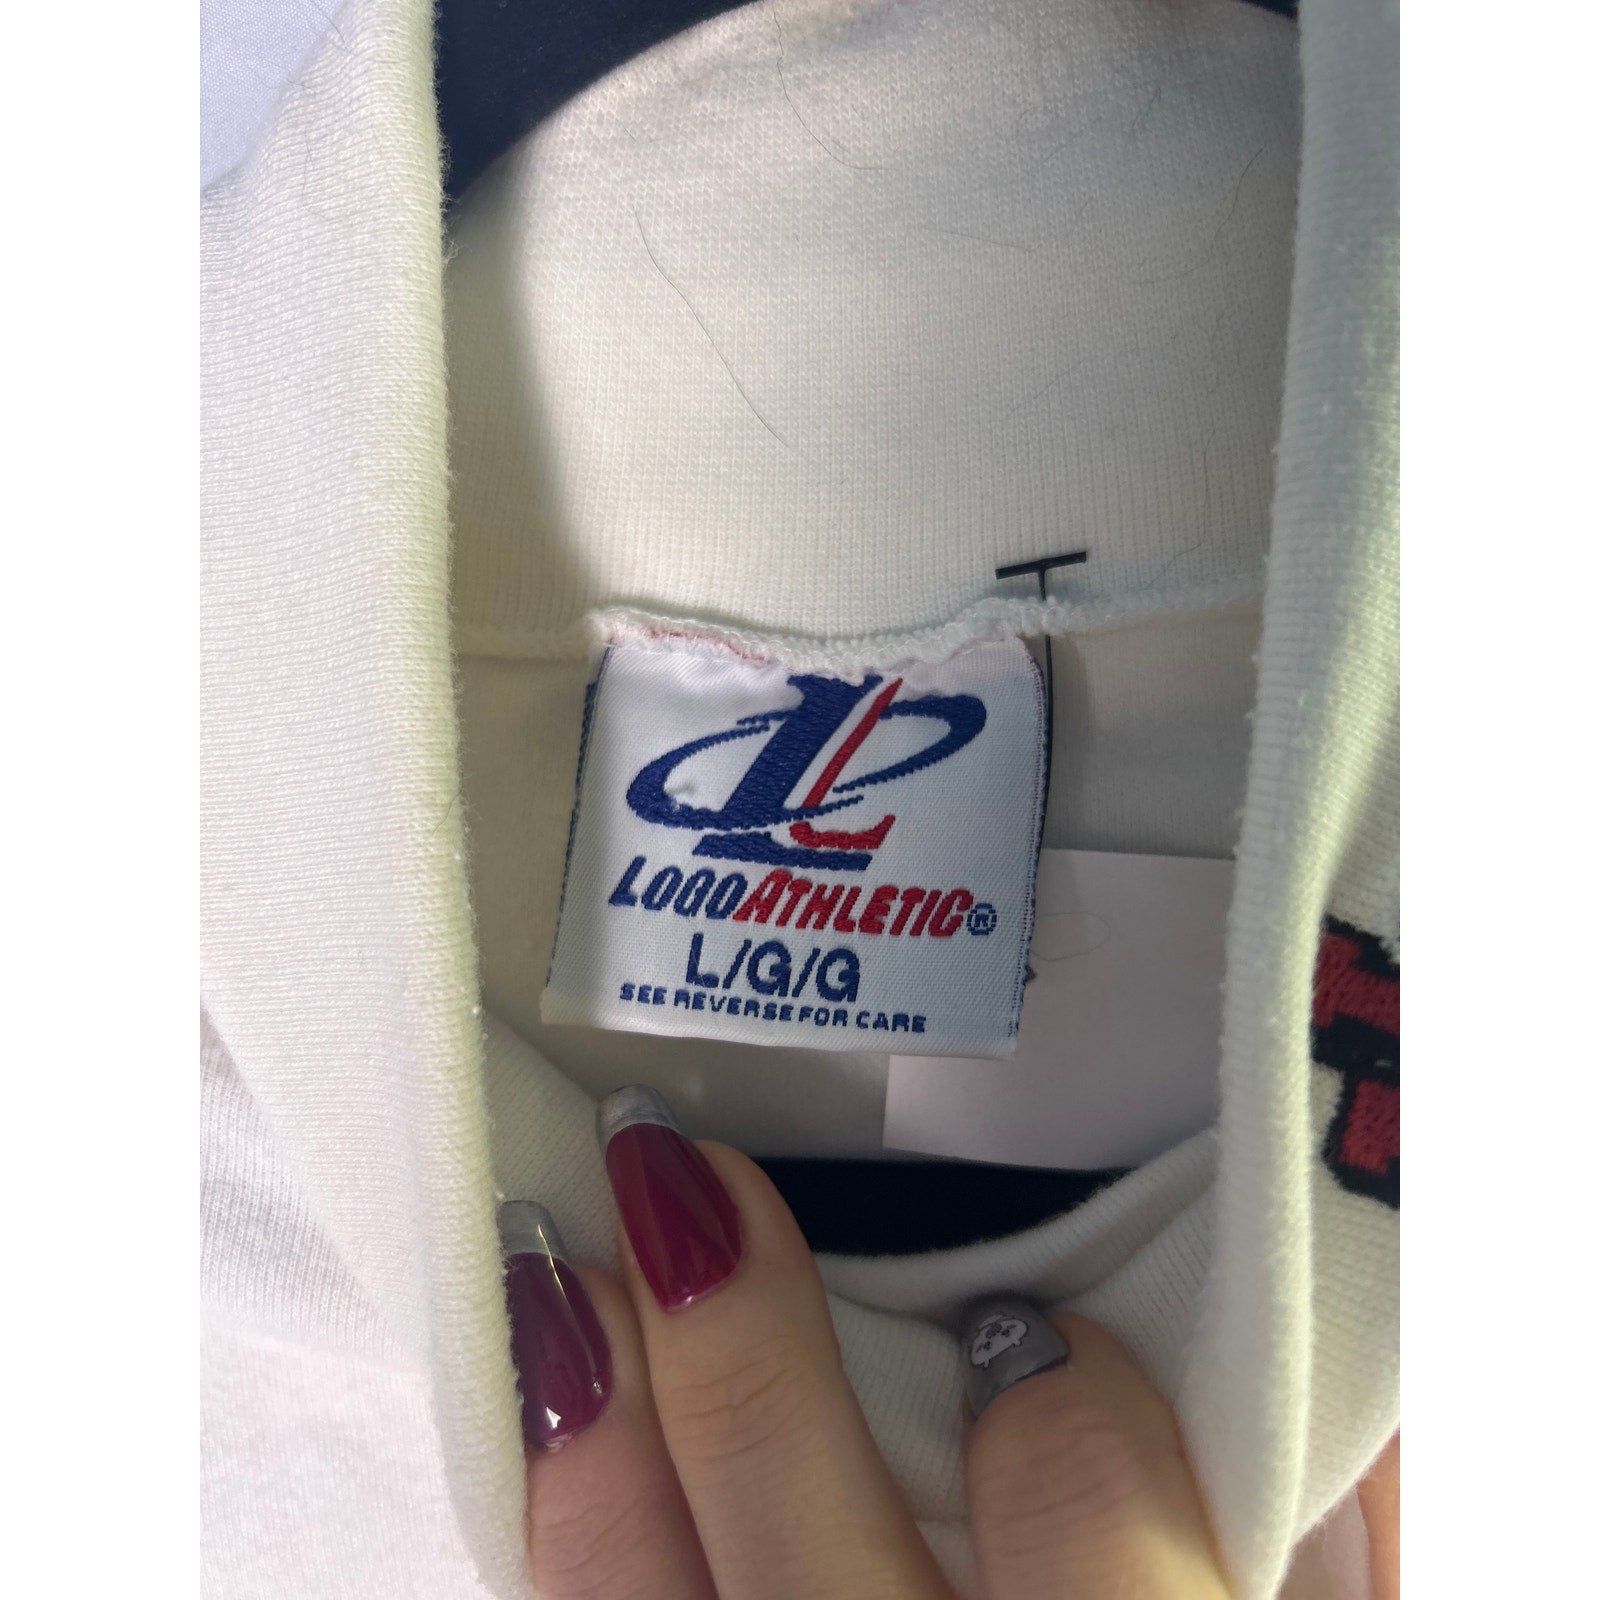 L
LOGOATHLETIC®
L/G/G
SEE REVERSE FOR CARE